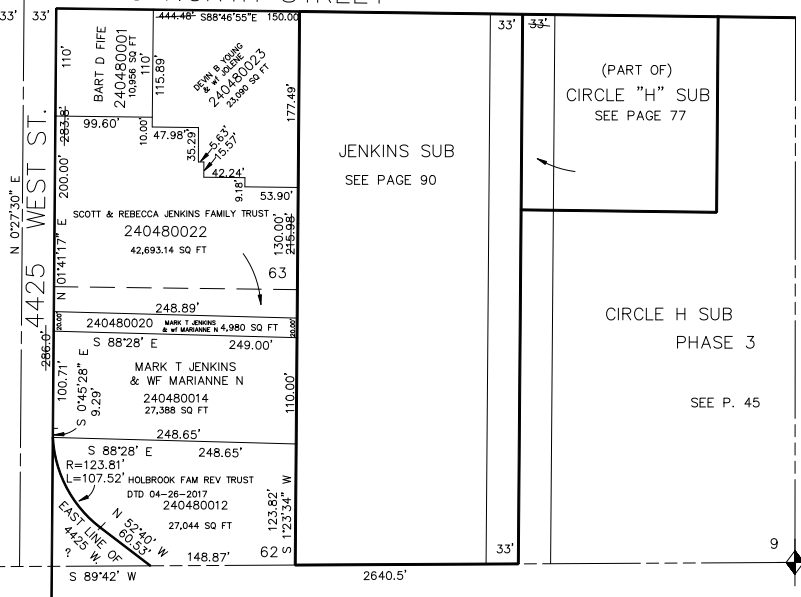 33'
33'
444.48'
S88°46'55"E
150.00'
33'
33'
110'
BART D FIFE
240480001
10,956 SQ FT
110'
115.89'
DEVIN B YOUNG
& wf JOLENE
240480023
23,090 SQ FT
177.49'
(PART OF)
CIRCLE "H" SUB
SEE PAGE 77
283.8'
99.60'
10.00'
47.98'
35.29'
5.63'
15.57'
42.24'
9.18'
53.90'
JENKINS SUB
SEE PAGE 90
N 0°27'30" E
4425 WEST ST.
200.00'
N 01°41'17" E
SCOTT & REBECCA JENKINS FAMILY TRUST
240480022
42,693.14 SQ FT
130.00'
215.98'
63
248.89'
20.00'
240480020
MARK T JENKINS
& wf MARIANNE N
4,980 SQ FT
20.00'
S 88°28' E
249.00'
CIRCLE H SUB
PHASE 3
SEE P. 45
286.0'
100.71'
S 0°45'28" E
9.29'
MARK T JENKINS
& WF MARIANNE N
240480014
27,388 SQ FT
110.00'
248.65'
S 88°28' E
248.65'
R=123.81'
L=107.52'
HOLBROOK FAM REV TRUST
DTD 04-26-2017
240480012
27,044 SQ FT
123.82'
S 1°23'34" W
N 52°40' W
60.53'
EAST LINE OF
4425 W.
?
148.87'
62
33'
9
S 89°42' W
2640.5'